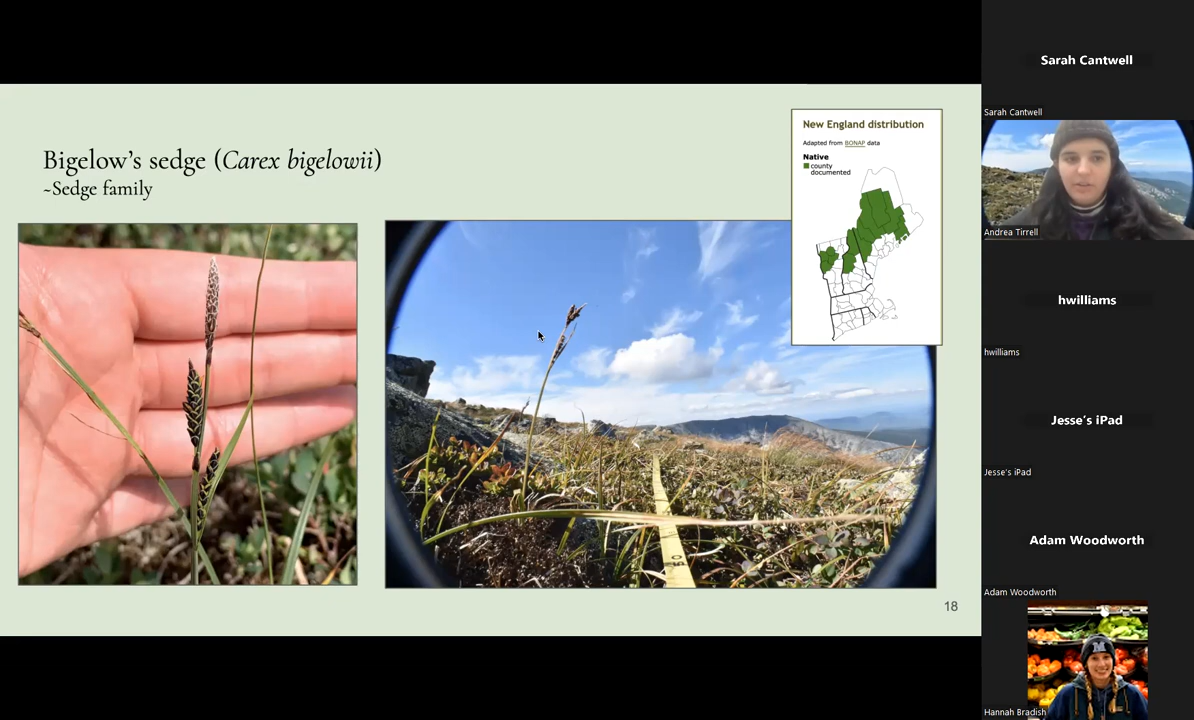 Bigelow's sedge (Carex bigelowii)
~Sedge family
New England distribution
Adapted from BONAP data
Native
county
documented
18
Sarah Cantwell
Sarah Cantwell
Andrea Tirrell
hwilliams
hwilliams
Jesse's iPad
Jesse's iPad
Adam Woodworth
Adam Woodworth
M
Hannah Bradish